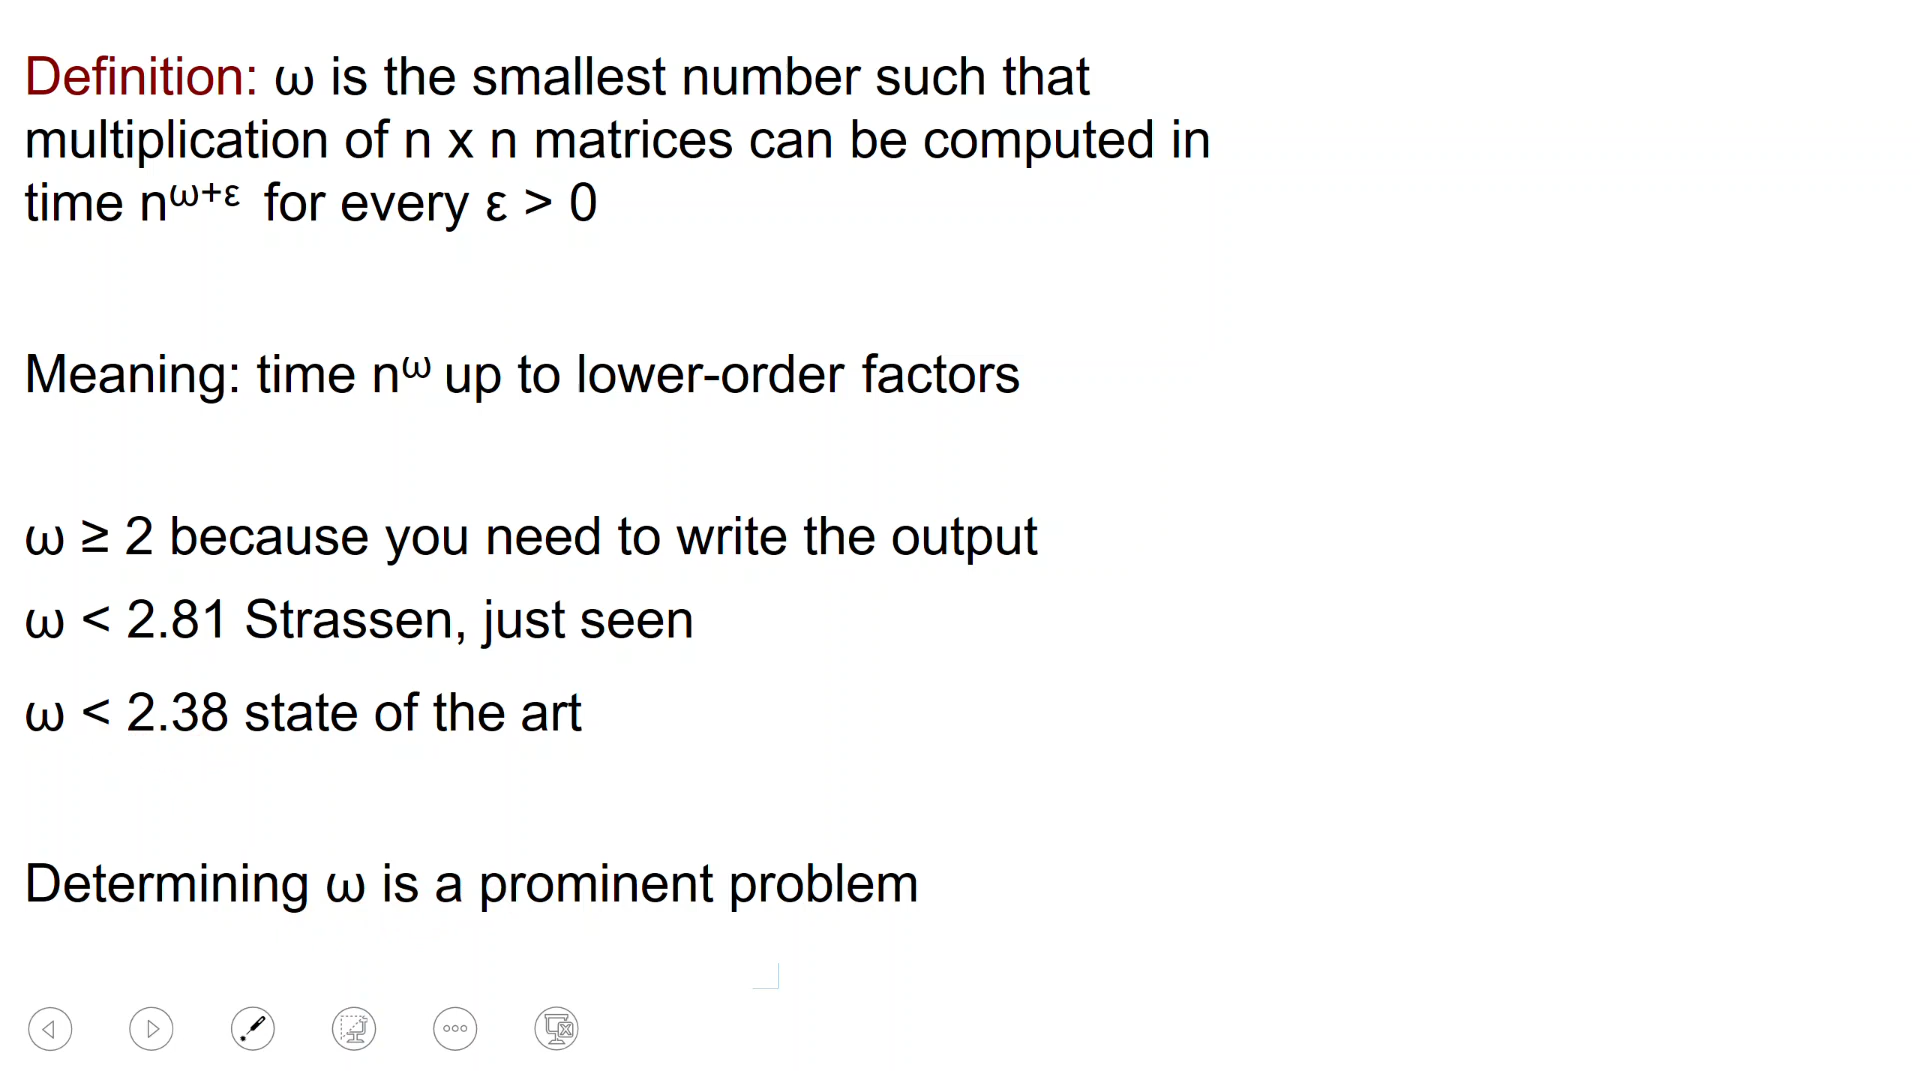 Definition: ω is the smallest number such that
multiplication of n x n matrices can be computed in
time n^ω+ε for every ε > 0
Meaning: time n^ω up to lower-order factors
ω ≥ 2 because you need to write the output
ω < 2.81 Strassen, just seen
ω < 2.38 state of the art
Determining ω is a prominent problem